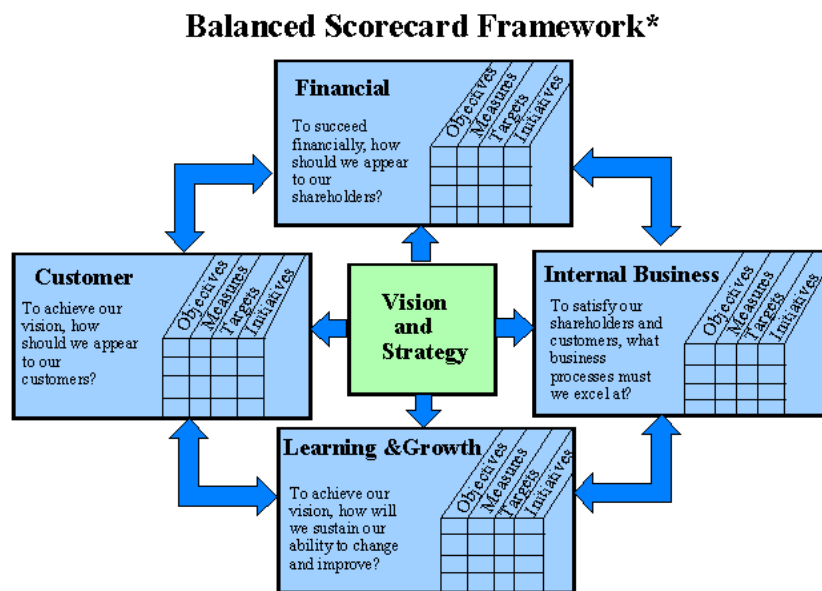 Balanced Scorecard Framework*
Financial
To succeed
financially, how
should we appear
to our
shareholders?
Objectives
Measures
Targets
Initiatives
Customer
To achieve our
vision, how
should we appear
to our
customers?
Objectives
Measures
Targets
Initiatives
Vision
and
Strategy
Internal Business
To satisfy our
shareholders and
customers, what
business
processes must
we excel at?
Objectives
Measures
Targets
Initiatives
Learning &Growth
To achieve our
vision, how will
we sustain our
ability to change
and improve?
Objectives
Measures
Targets
Initiatives